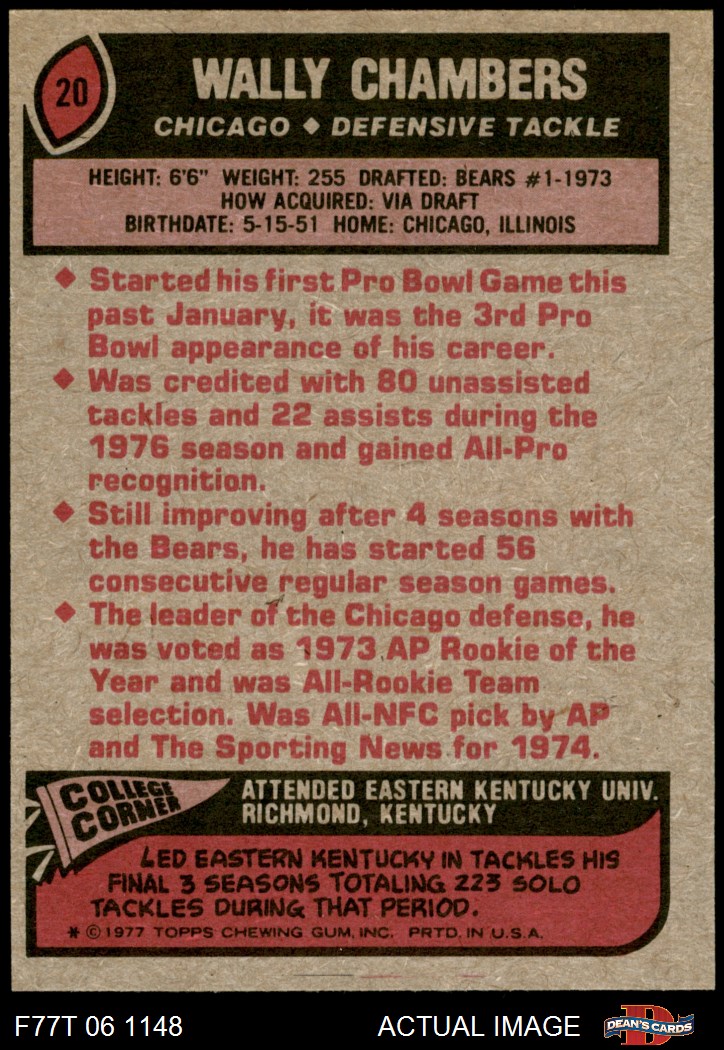 20
WALLY CHAMBERS
CHICAGO ◆ DEFENSIVE TACKLE
HEIGHT: 6'6" WEIGHT: 255 DRAFTED: BEARS #1-1973
HOW ACQUIRED: VIA DRAFT
BIRTHDATE: 5-15-51 HOME: CHICAGO, ILLINOIS
◆ Started his first Pro Bowl Game this
past January, it was the 3rd Pro
Bowl appearance of his career.
◆ Was credited with 80 unassisted
tackles and 22 assists during the
1976 season and gained All-Pro
recognition.
◆ Still improving after 4 seasons with
the Bears, he has started 56
consecutive regular season games.
◆ The leader of the Chicago defense, he
was voted as 1973 AP Rookie of the
Year and was All-Rookie Team
selection. Was All-NFC pick by AP
and The Sporting News for 1974.
COLLEGE
CORNER
ATTENDED EASTERN KENTUCKY UNIV.
RICHMOND, KENTUCKY
LED EASTERN KENTUCKY IN TACKLES HIS
FINAL 3 SEASONS TOTALING 223 SOLO
TACKLES DURING THAT PERIOD.
* © 1977 TOPPS CHEWING GUM, INC. PRTD. IN U.S.A.
F77T 06 1148
ACTUAL IMAGE
D
DEAN'S CARDS